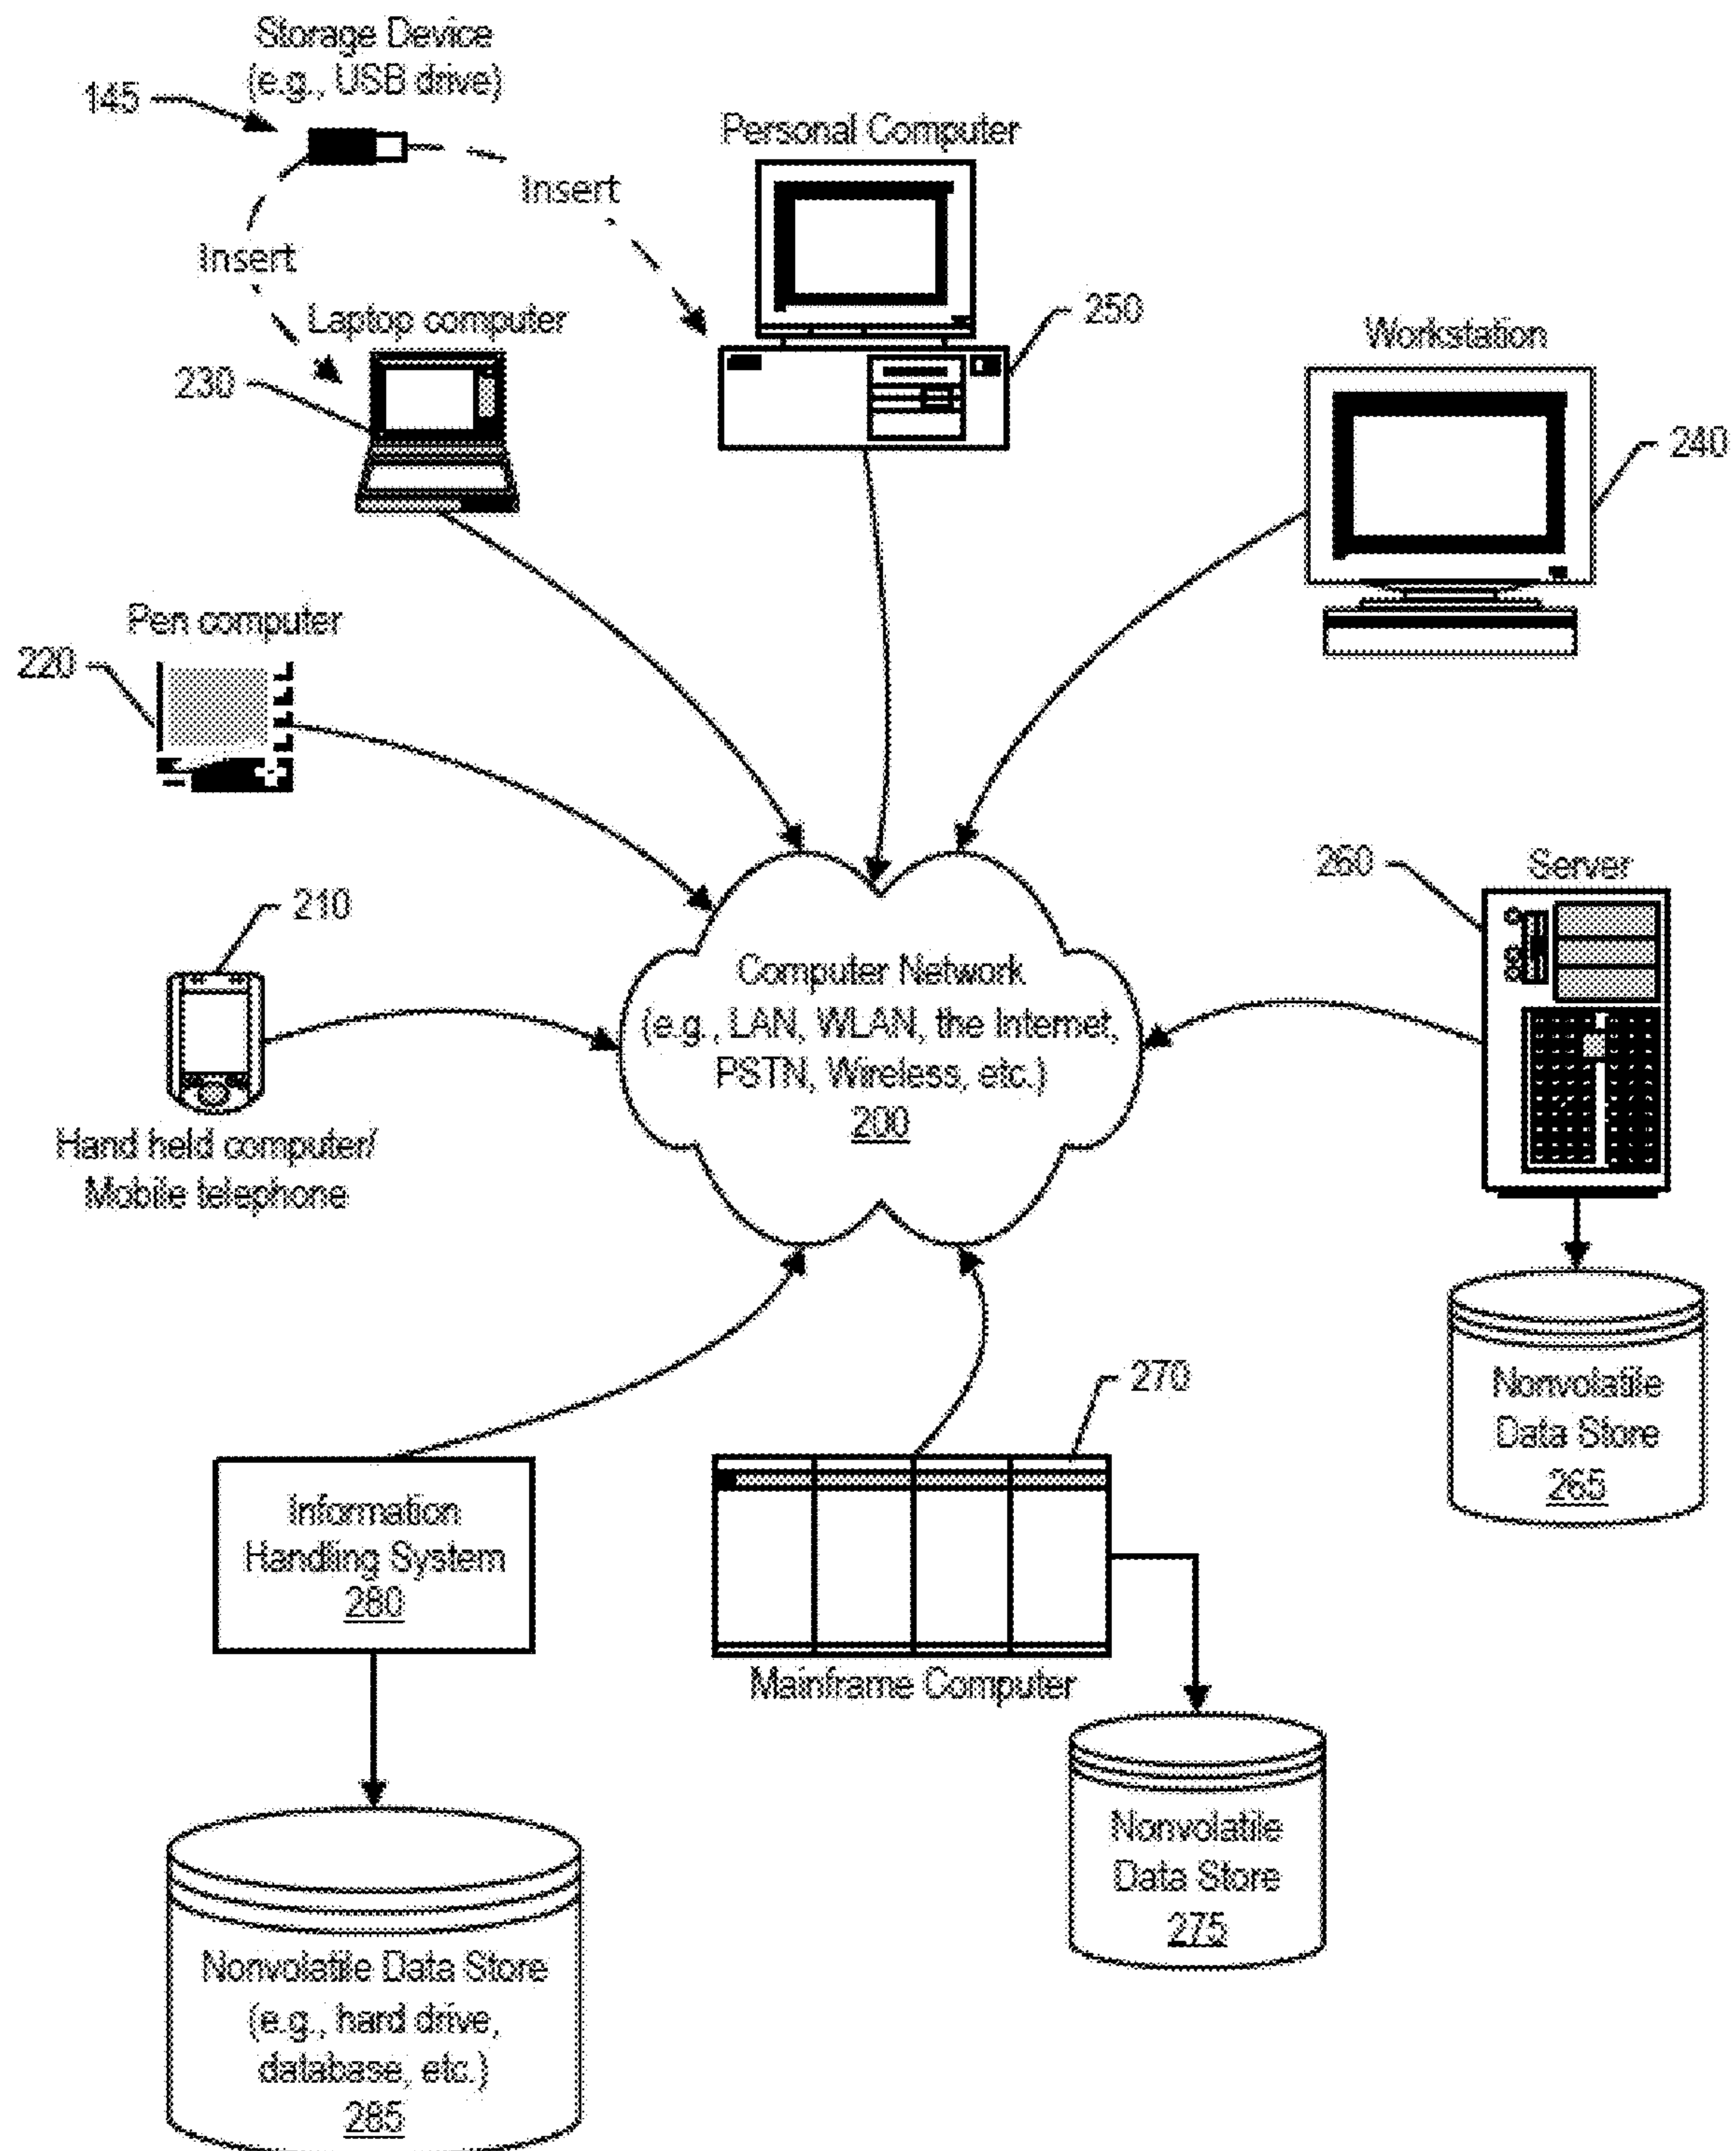 Storage Device
(e.g., USB drive)
145
Personal Computer
Insert
Insert
Laptop computer
250
Workstation
230
240
Pen computer
220
260
Server
210
Computer Network
(e.g., LAN, WLAN, the Internet,
PSTN, Wireless, etc.)
200
Hand held computer/
Mobile telephone
270
Nonvolatile
Data Store
265
Information
Handling System
280
Mainframe Computer
Nonvolatile
Data Store
275
Nonvolatile Data Store
(e.g., hard drive,
database, etc.)
285